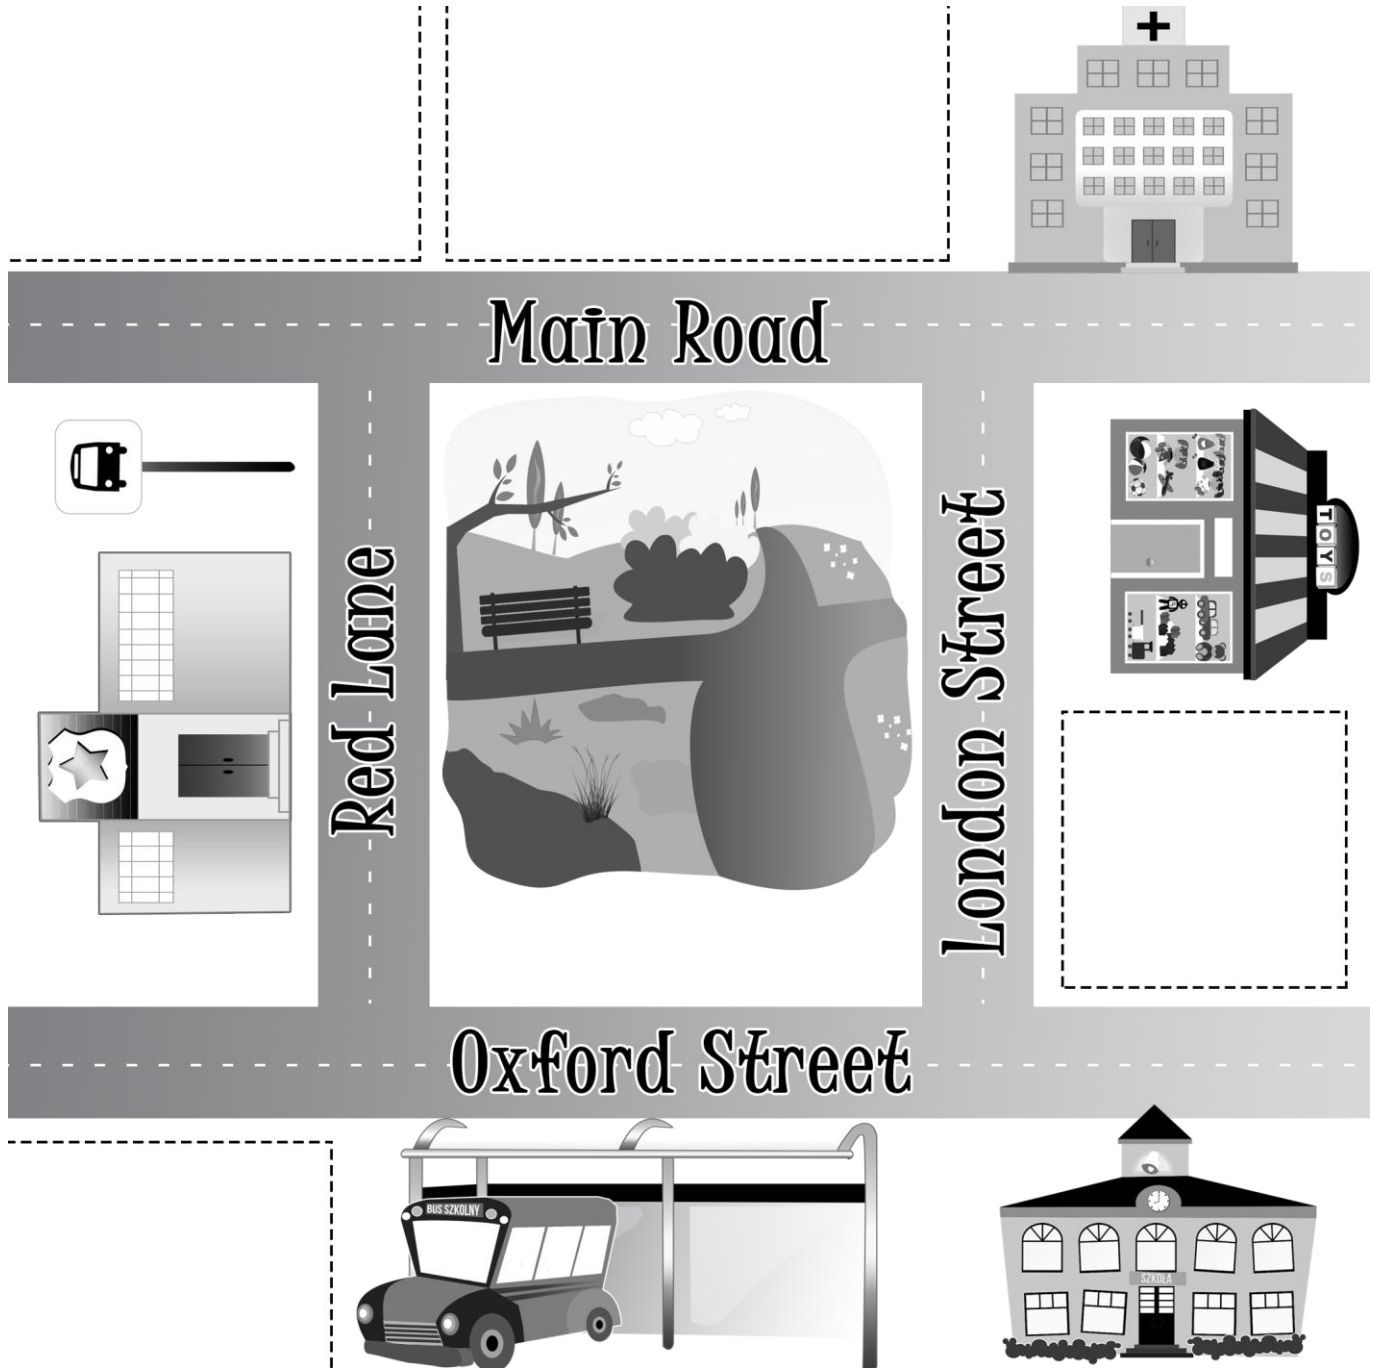 Main Road
TOYS
Red Lane
London Street
Oxford Street
BUS SZKOLNY
SZKOŁA